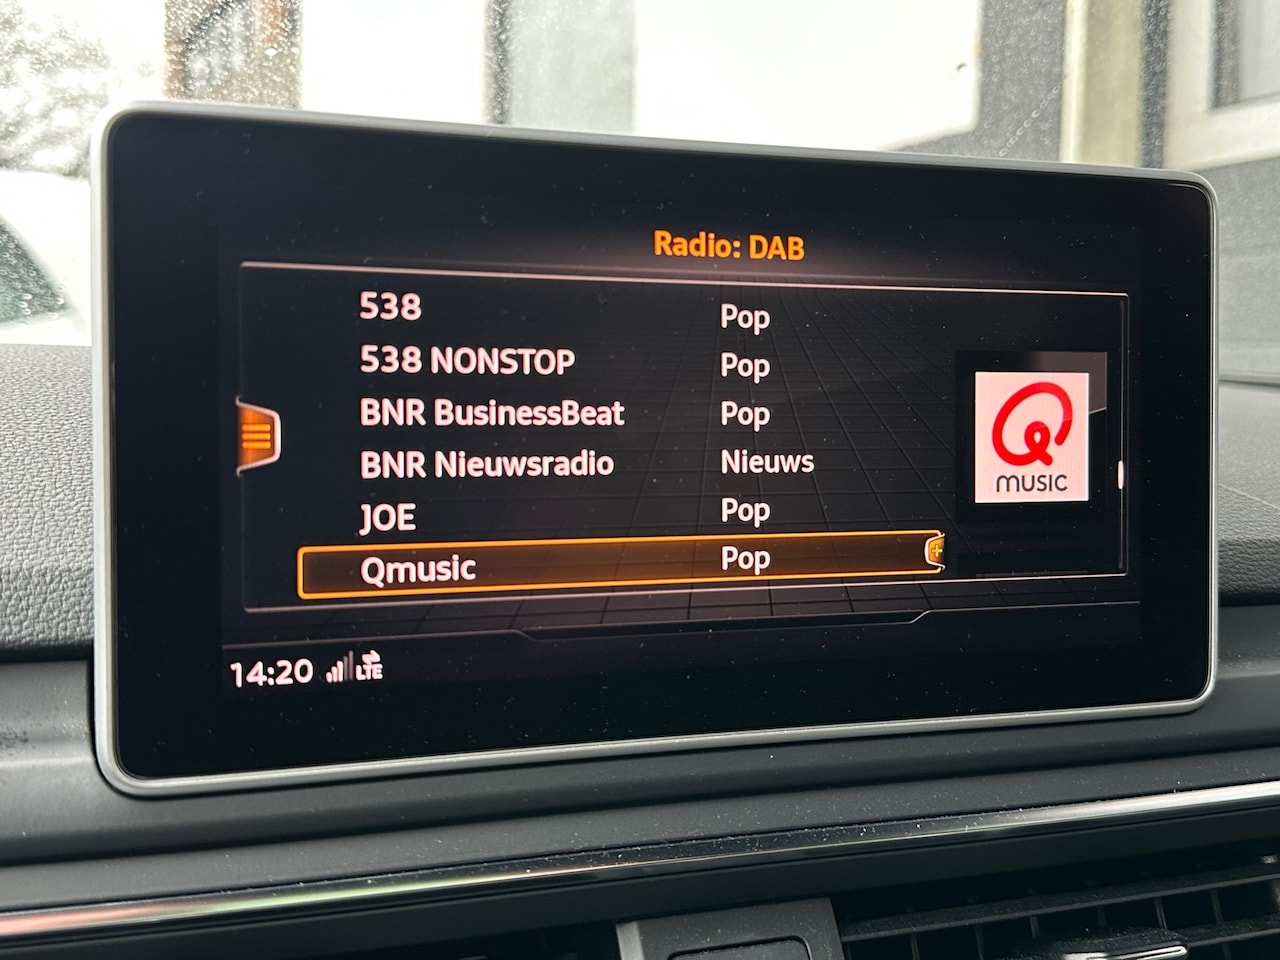 Radio: DAB
538 Pop
538 NONSTOP Pop
BNR BusinessBeat Pop
BNR Nieuwsradio Nieuws
JOE Pop
Qmusic Pop
Q
MUSIC
14:20 LTE